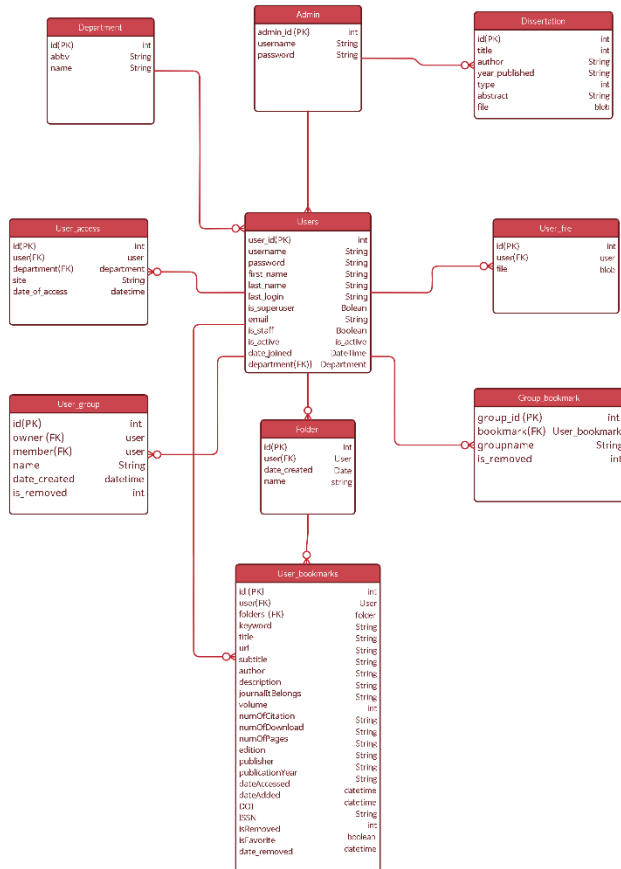 Department
id(PK) int
abbv String
name String
Admin
admin_id (PK) int
username String
password String
Dissertation
id(PK) int
title int
author String
year_published String
type int
abstract String
file blob
User_access
id(PK) int
user(FK) user
department(FK) department
site String
date_of_access datetime
Users
user_id(PK) int
username String
password String
first_name String
last_name String
last_login String
is_superuser Bolean
email String
is_staff Boolean
is_active is_active
date_joined DateTime
department(FK)) Department
User_file
id(PK) int
user(FK) user
file blob
User_group
id(PK) int
owner (FK) user
member(FK) user
name String
date_created datetime
is_removed int
Folder
id(PK) int
user(FK) User
date_created Date
name string
Group_bookmark
group_id (PK) int
bookmark(FK) User_bookmark
groupname String
is_removed int
User_bookmarks
id (PK) int
user(FK) User
folders (FK) folder
keyword String
title String
url String
subtitle String
author String
description String
journalItBelongs String
volume int
numOfCitation String
numOfDownload String
numOfPages String
edition String
publisher String
publicationYear String
dateAccessed datetime
dateAdded datetime
DOI String
ISSN int
isRemoved boolean
isFavorite datetime
date_removed